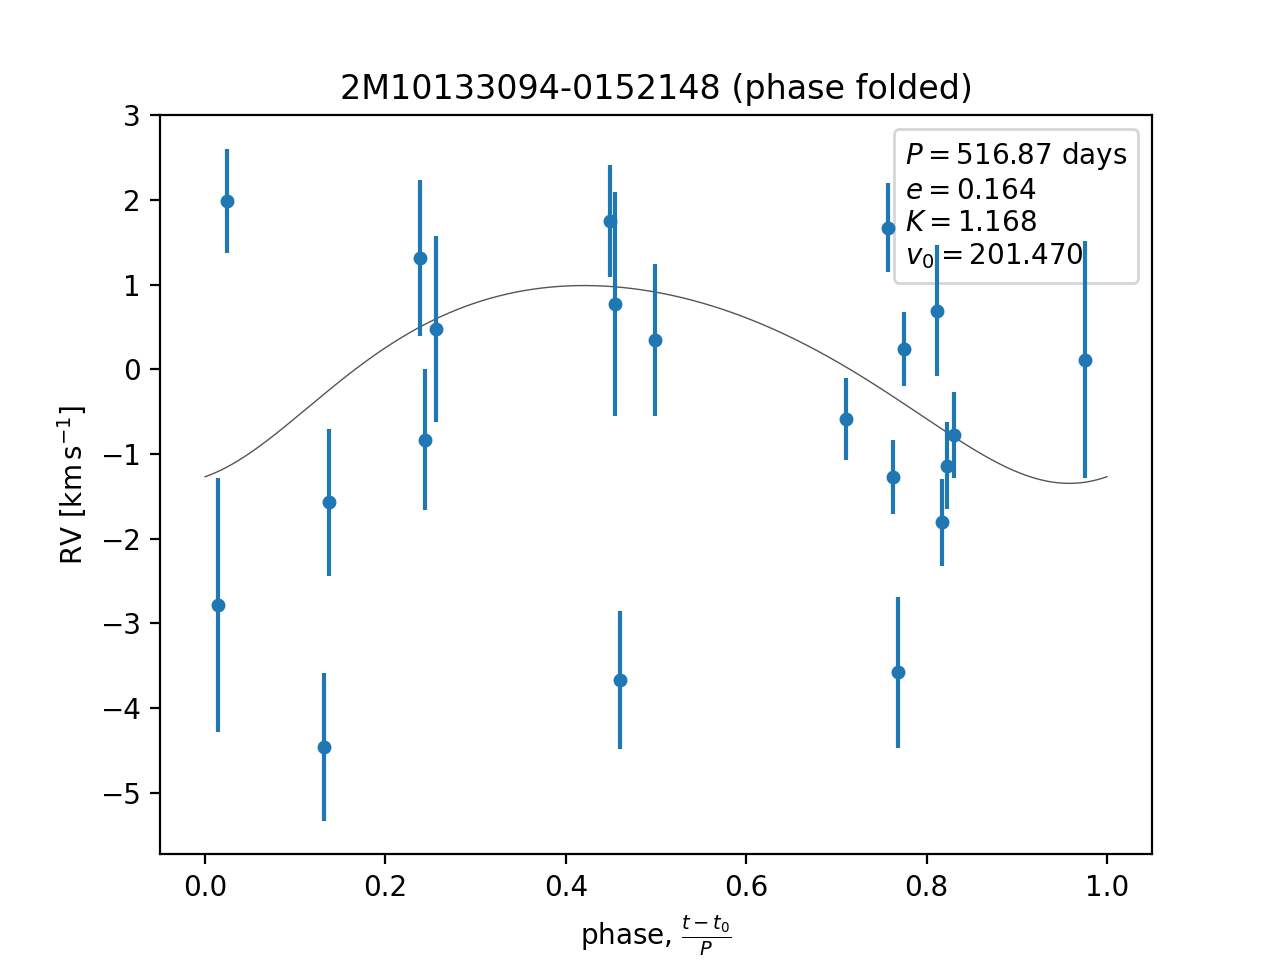 2M10133094-0152148 (phase folded)
P = 516.87 days
e = 0.164
K = 1.168
v₀ = 201.470
3
2
1
0
−1
−2
−3
−4
−5
RV [km s⁻¹]
0.0 0.2 0.4 0.6 0.8 1.0
phase, (t − t₀)/P